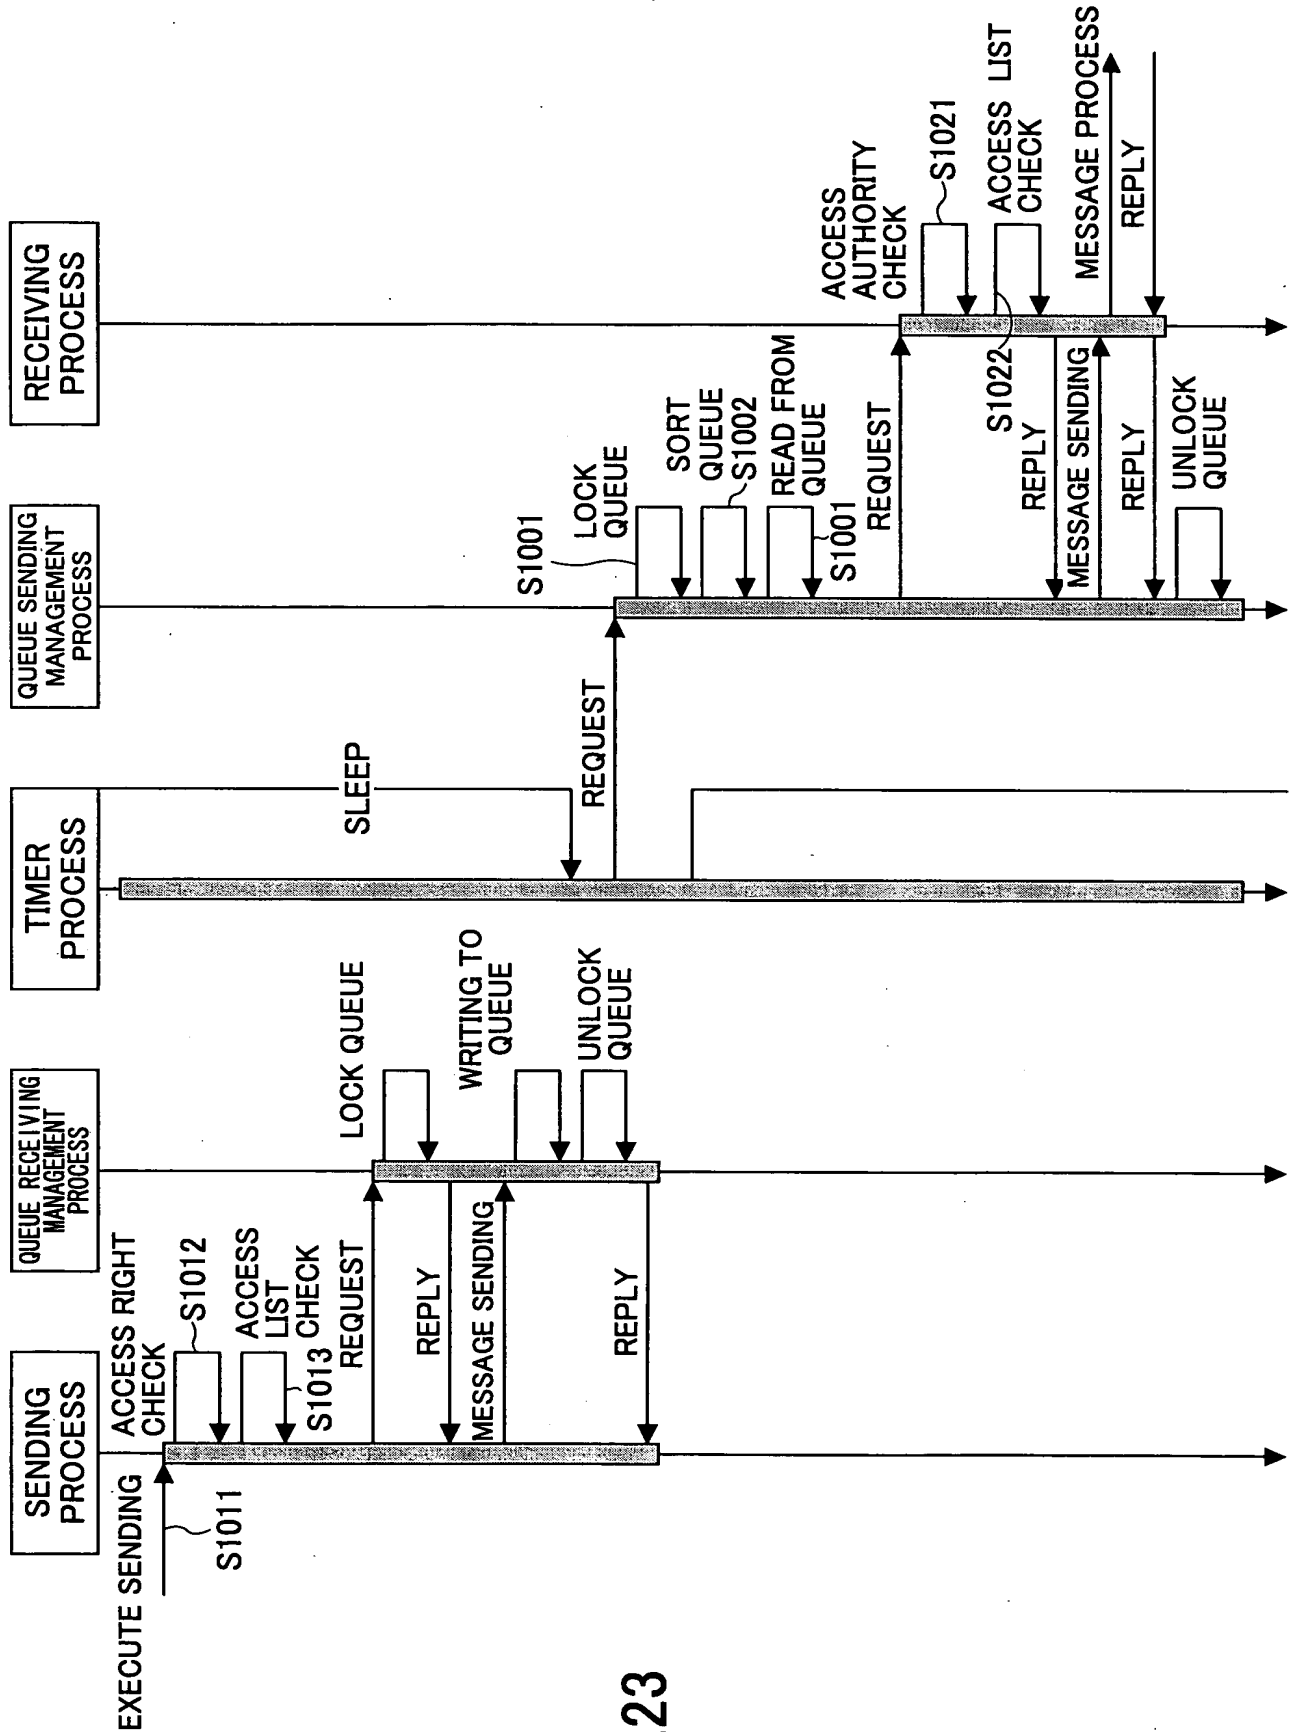 SENDING
PROCESS
QUEUE RECEIVING
MANAGEMENT
PROCESS
TIMER
PROCESS
QUEUE SENDING
MANAGEMENT
PROCESS
RECEIVING
PROCESS
EXECUTE SENDING
S1011
ACCESS RIGHT
CHECK
S1012
ACCESS
LIST
CHECK
S1013
REQUEST
LOCK QUEUE
REPLY
MESSAGE SENDING
WRITING TO
QUEUE
UNLOCK
QUEUE
REPLY
SLEEP
REQUEST
S1001
LOCK
QUEUE
SORT
QUEUE
S1002
READ FROM
QUEUE
S1001
REQUEST
ACCESS
AUTHORITY
CHECK
S1021
ACCESS LIST
CHECK
S1022
REPLY
MESSAGE SENDING
MESSAGE PROCESS
REPLY
REPLY
UNLOCK
QUEUE
23